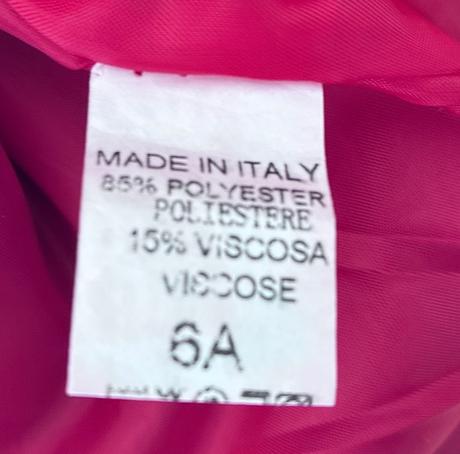 MADE IN ITALY
85% POLYESTER
POLIESTERE
15% VISCOSA
VISCOSE
6A